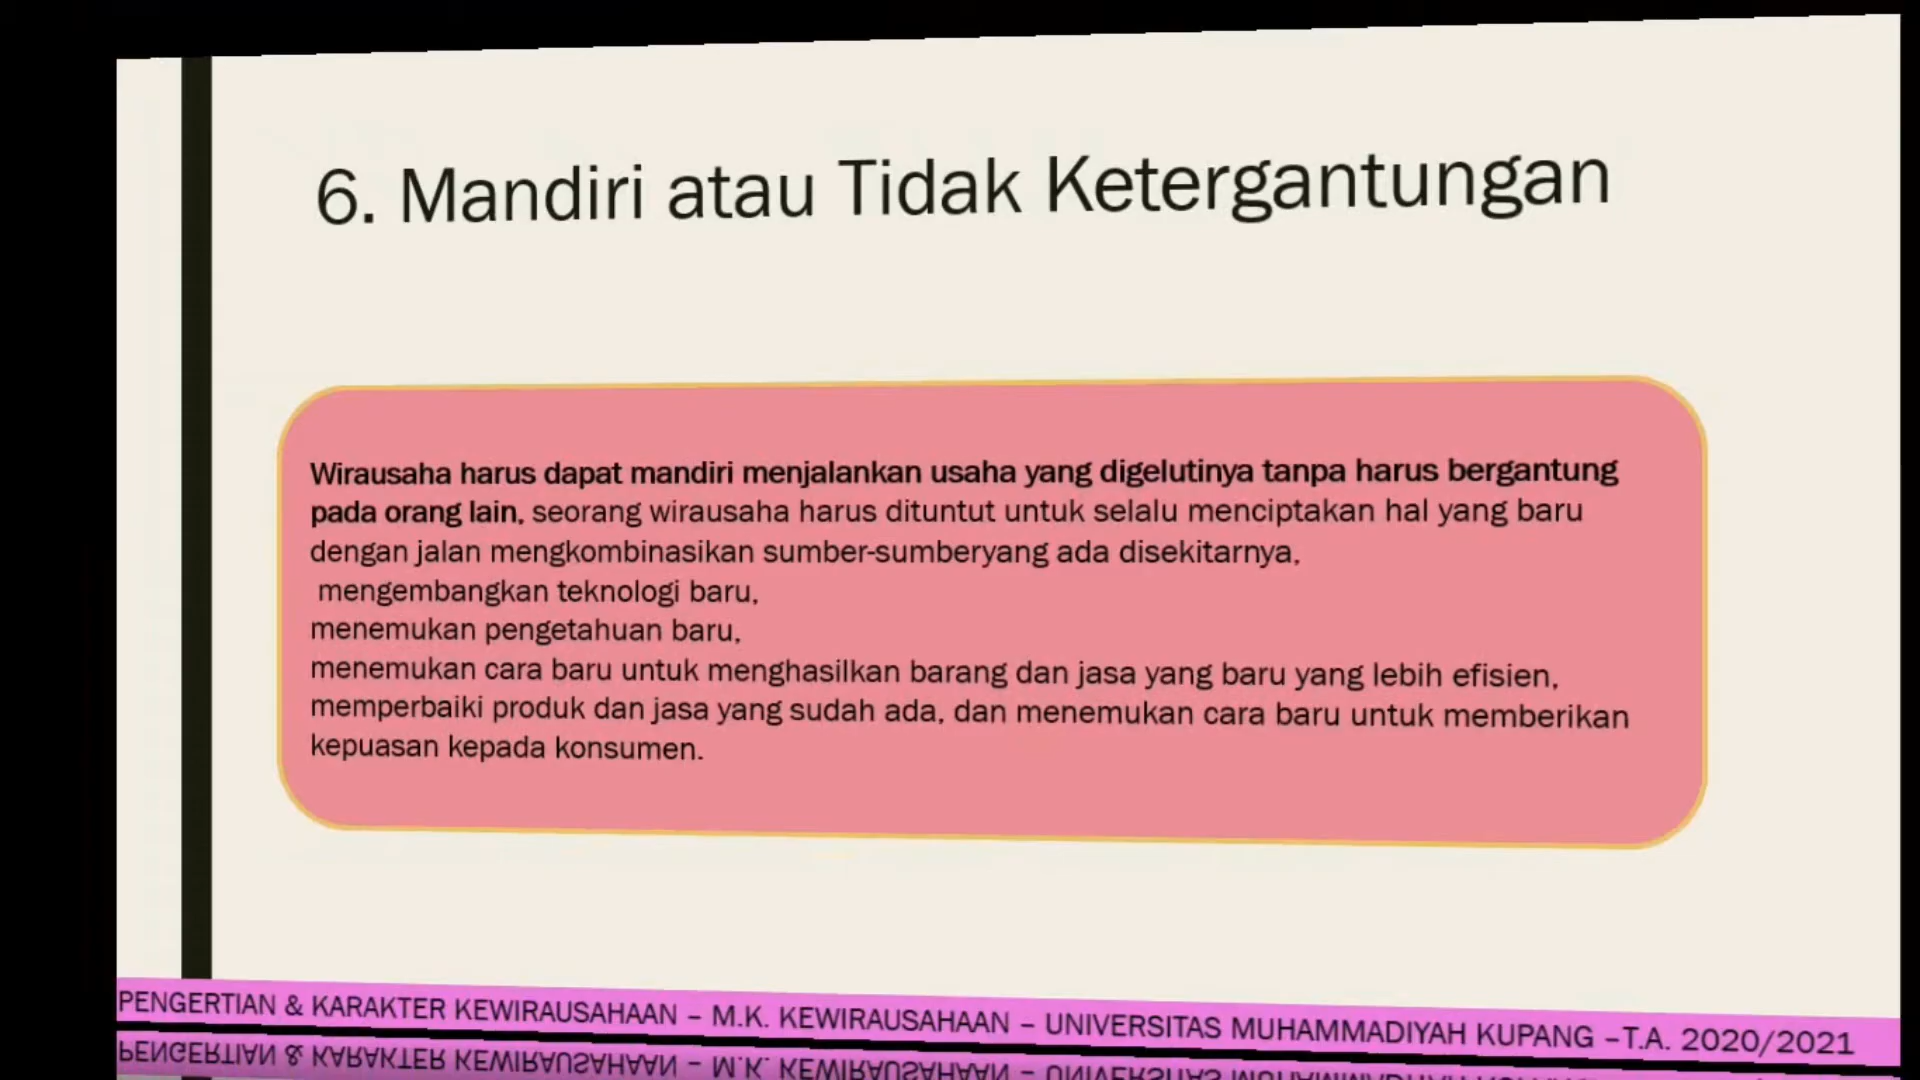 6. Mandiri atau Tidak Ketergantungan
Wirausaha harus dapat mandiri menjalankan usaha yang digelutinya tanpa harus bergantung
pada orang lain, seorang wirausaha harus dituntut untuk selalu menciptakan hal yang baru
dengan jalan mengkombinasikan sumber-sumberyang ada disekitarnya,
mengembangkan teknologi baru,
menemukan pengetahuan baru,
menemukan cara baru untuk menghasilkan barang dan jasa yang baru yang lebih efisien,
memperbaiki produk dan jasa yang sudah ada, dan menemukan cara baru untuk memberikan
kepuasan kepada konsumen.
PENGERTIAN & KARAKTER KEWIRAUSAHAAN – M.K. KEWIRAUSAHAAN – UNIVERSITAS MUHAMMADIYAH KUPANG –T.A. 2020/2021